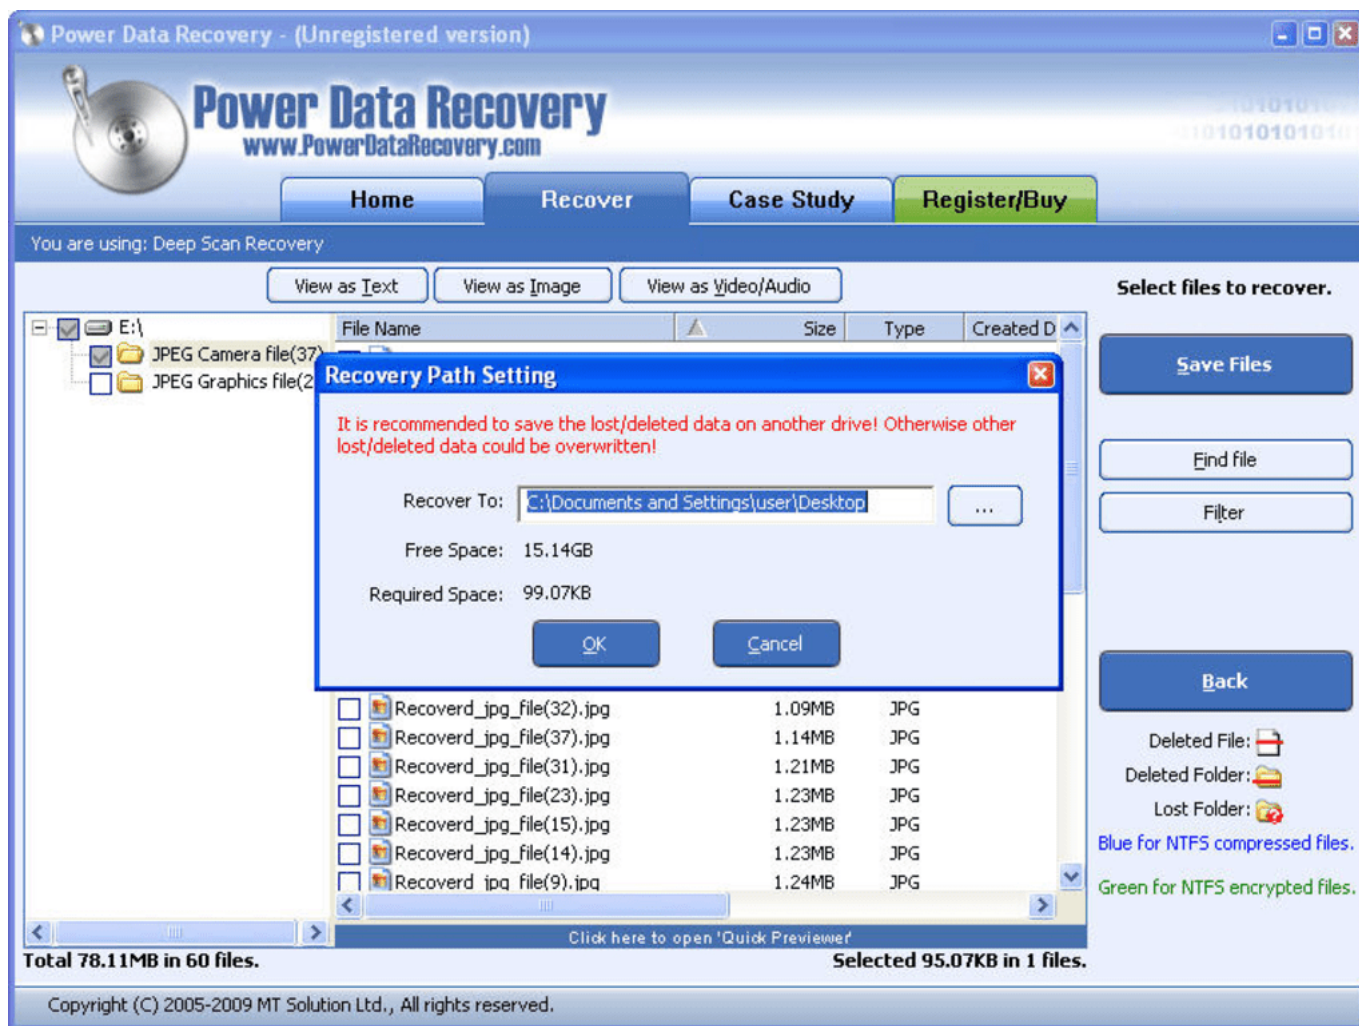 Power Data Recovery - (Unregistered version)
Power Data Recovery
www.PowerDataRecovery.com
Home
Recover
Case Study
Register/Buy
You are using: Deep Scan Recovery
View as Text
View as Image
View as Video/Audio
Select files to recover.
E:\
JPEG Camera file(37)
JPEG Graphics file(2
File Name
Size
Type
Created D
Recovery Path Setting
It is recommended to save the lost/deleted data on another drive! Otherwise other
lost/deleted data could be overwritten!
Recover To: C:\Documents and Settings\user\Desktop ...
Free Space: 15.14GB
Required Space: 99.07KB
OK
Cancel
Recoverd_jpg_file(32).jpg 1.09MB JPG
Recoverd_jpg_file(37).jpg 1.14MB JPG
Recoverd_jpg_file(31).jpg 1.21MB JPG
Recoverd_jpg_file(23).jpg 1.23MB JPG
Recoverd_jpg_file(15).jpg 1.23MB JPG
Recoverd_jpg_file(14).jpg 1.23MB JPG
Recoverd_jpg_file(9).jpg 1.24MB JPG
Click here to open 'Quick Previewer'
Save Files
Find file
Filter
Back
Deleted File:
Deleted Folder:
Lost Folder:
Blue for NTFS compressed files.
Green for NTFS encrypted files.
Total 78.11MB in 60 files.
Selected 95.07KB in 1 files.
Copyright (C) 2005-2009 MT Solution Ltd., All rights reserved.